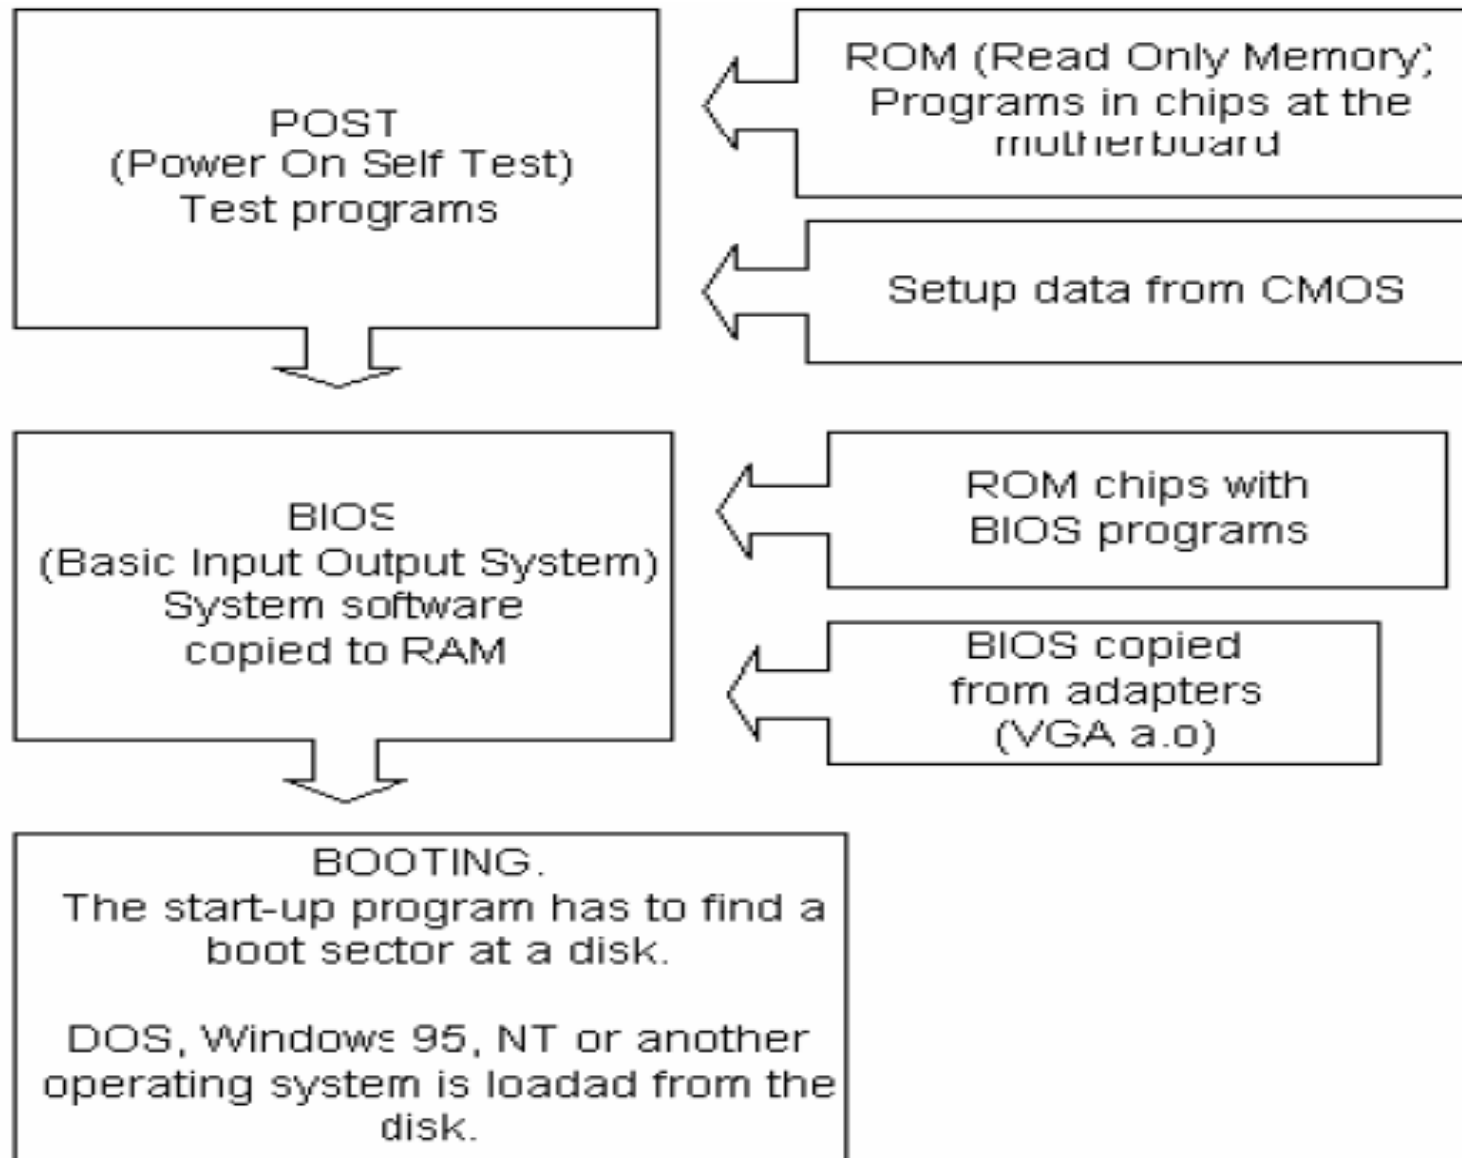 POST
(Power On Self Test)
Test programs
ROM (Read Only Memory)
Programs in chips at the
motherboard
Setup data from CMOS
BIOS
(Basic Input Output System)
System software
copied to RAM
ROM chips with
BIOS programs
BIOS copied
from adapters
(VGA a.o)
BOOTING.
The start-up program has to find a
boot sector at a disk.
DOS, Windows 95, NT or another
operating system is loadad from the
disk.